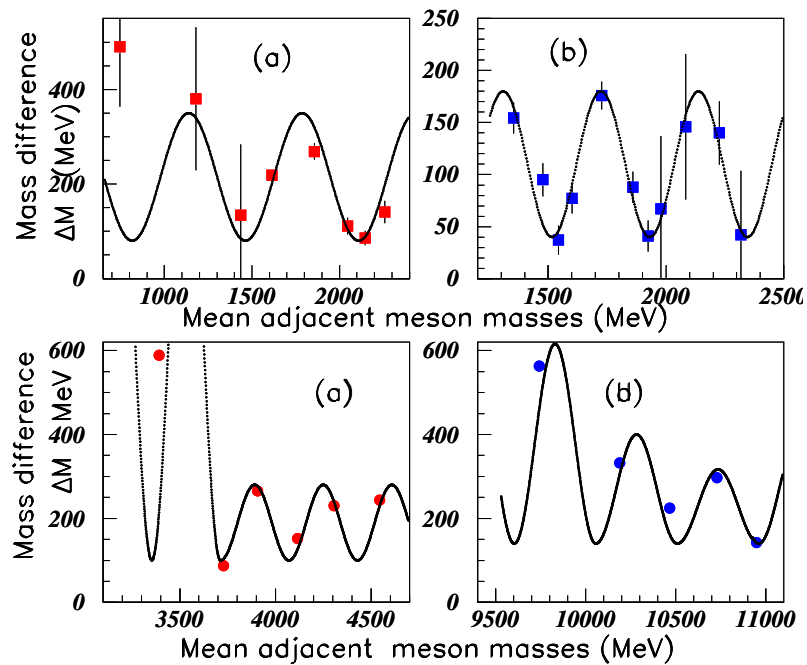 Mass difference
ΔM (MeV)
400
200
0
(a)
1000 1500 2000
250
200
150
100
50
0
(b)
1500 2000 2500
Mean adjacent meson masses (MeV)
Mass difference
ΔM MeV
600
400
200
0
(a)
3500 4000 4500
600
400
200
0
(d)
9500 10000 10500 11000
Mean adjacent meson masses (MeV)